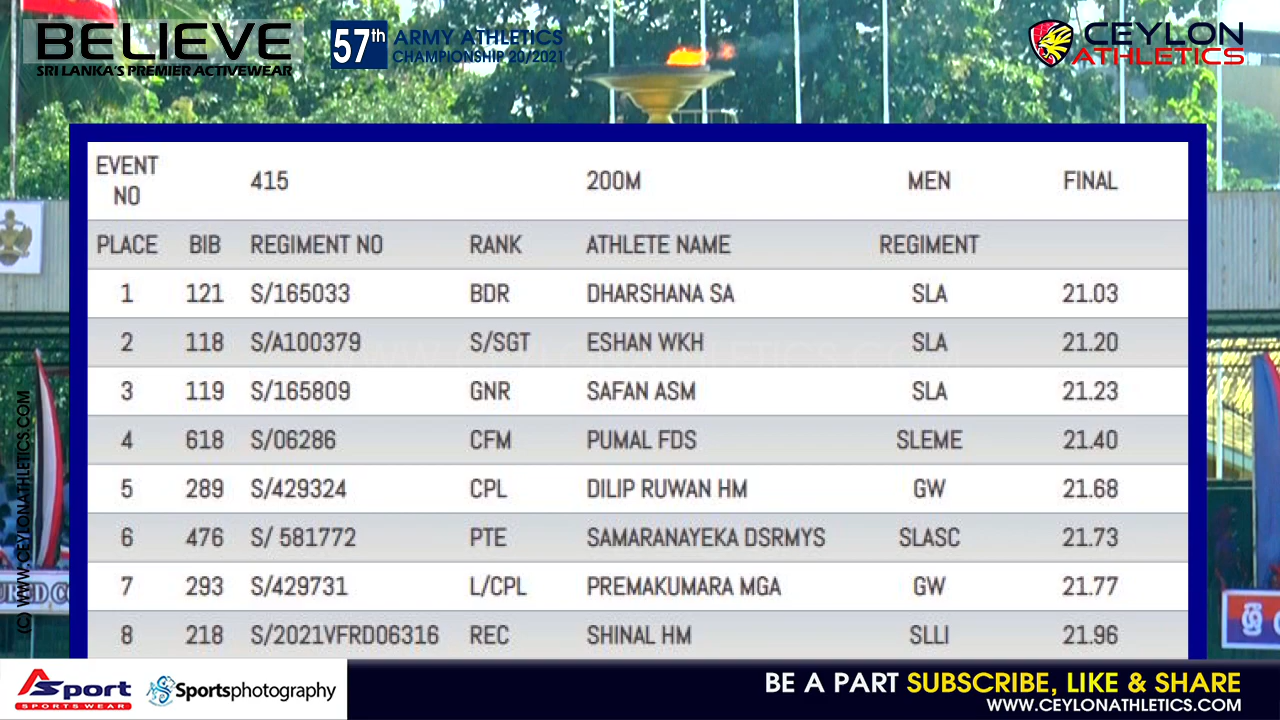 BELIEVE
SRI LANKA'S PREMIER ACTIVEWEAR
57th ARMY ATHLETICS
CHAMPIONSHIP 20/2021
CEYLON
ATHLETICS
EVENT NO 415 200M MEN FINAL
PLACE BIB REGIMENT NO RANK ATHLETE NAME REGIMENT
1 121 S/165033 BDR DHARSHANA SA SLA 21.03
2 118 S/A100379 S/SGT ESHAN WKH SLA 21.20
3 119 S/165809 GNR SAFAN ASM SLA 21.23
4 618 S/06286 CFM PUMAL FDS SLEME 21.40
5 289 S/429324 CPL DILIP RUWAN HM GW 21.68
6 476 S/ 581772 PTE SAMARANAYEKA DSRMYS SLASC 21.73
7 293 S/429731 L/CPL PREMAKUMARA MGA GW 21.77
8 218 S/2021VFRD06316 REC SHINAL HM SLLI 21.96
(C) WWW.CEYLONATHLETICS.COM
ASport
SPORTS-WEAR
Sportsphotography
BE A PART SUBSCRIBE, LIKE & SHARE
WWW.CEYLONATHLETICS.COM